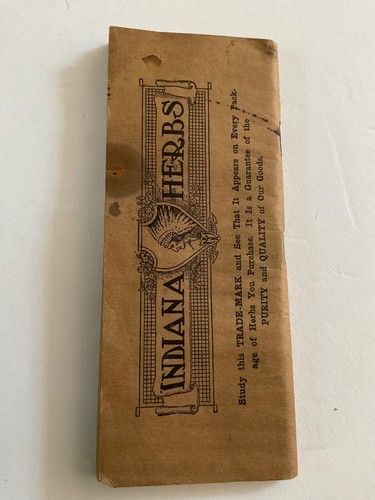 INDIANA HERBS
Study this TRADE-MARK and See That It Appears on Every Pack-
age of Herbs You Purchase. It Is a Guarantee of the
PURITY and QUALITY of Our Goods.